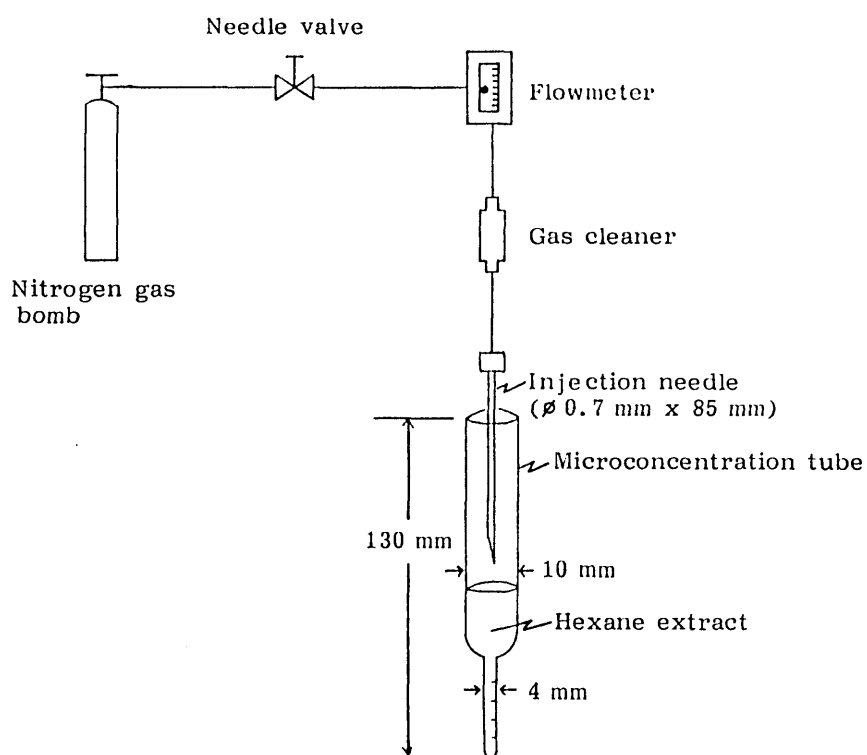 Needle valve
Flowmeter
Gas cleaner
Nitrogen gas
bomb
Injection needle
(ø 0.7 mm x 85 mm)
Microconcentration tube
130 mm
10 mm
Hexane extract
4 mm